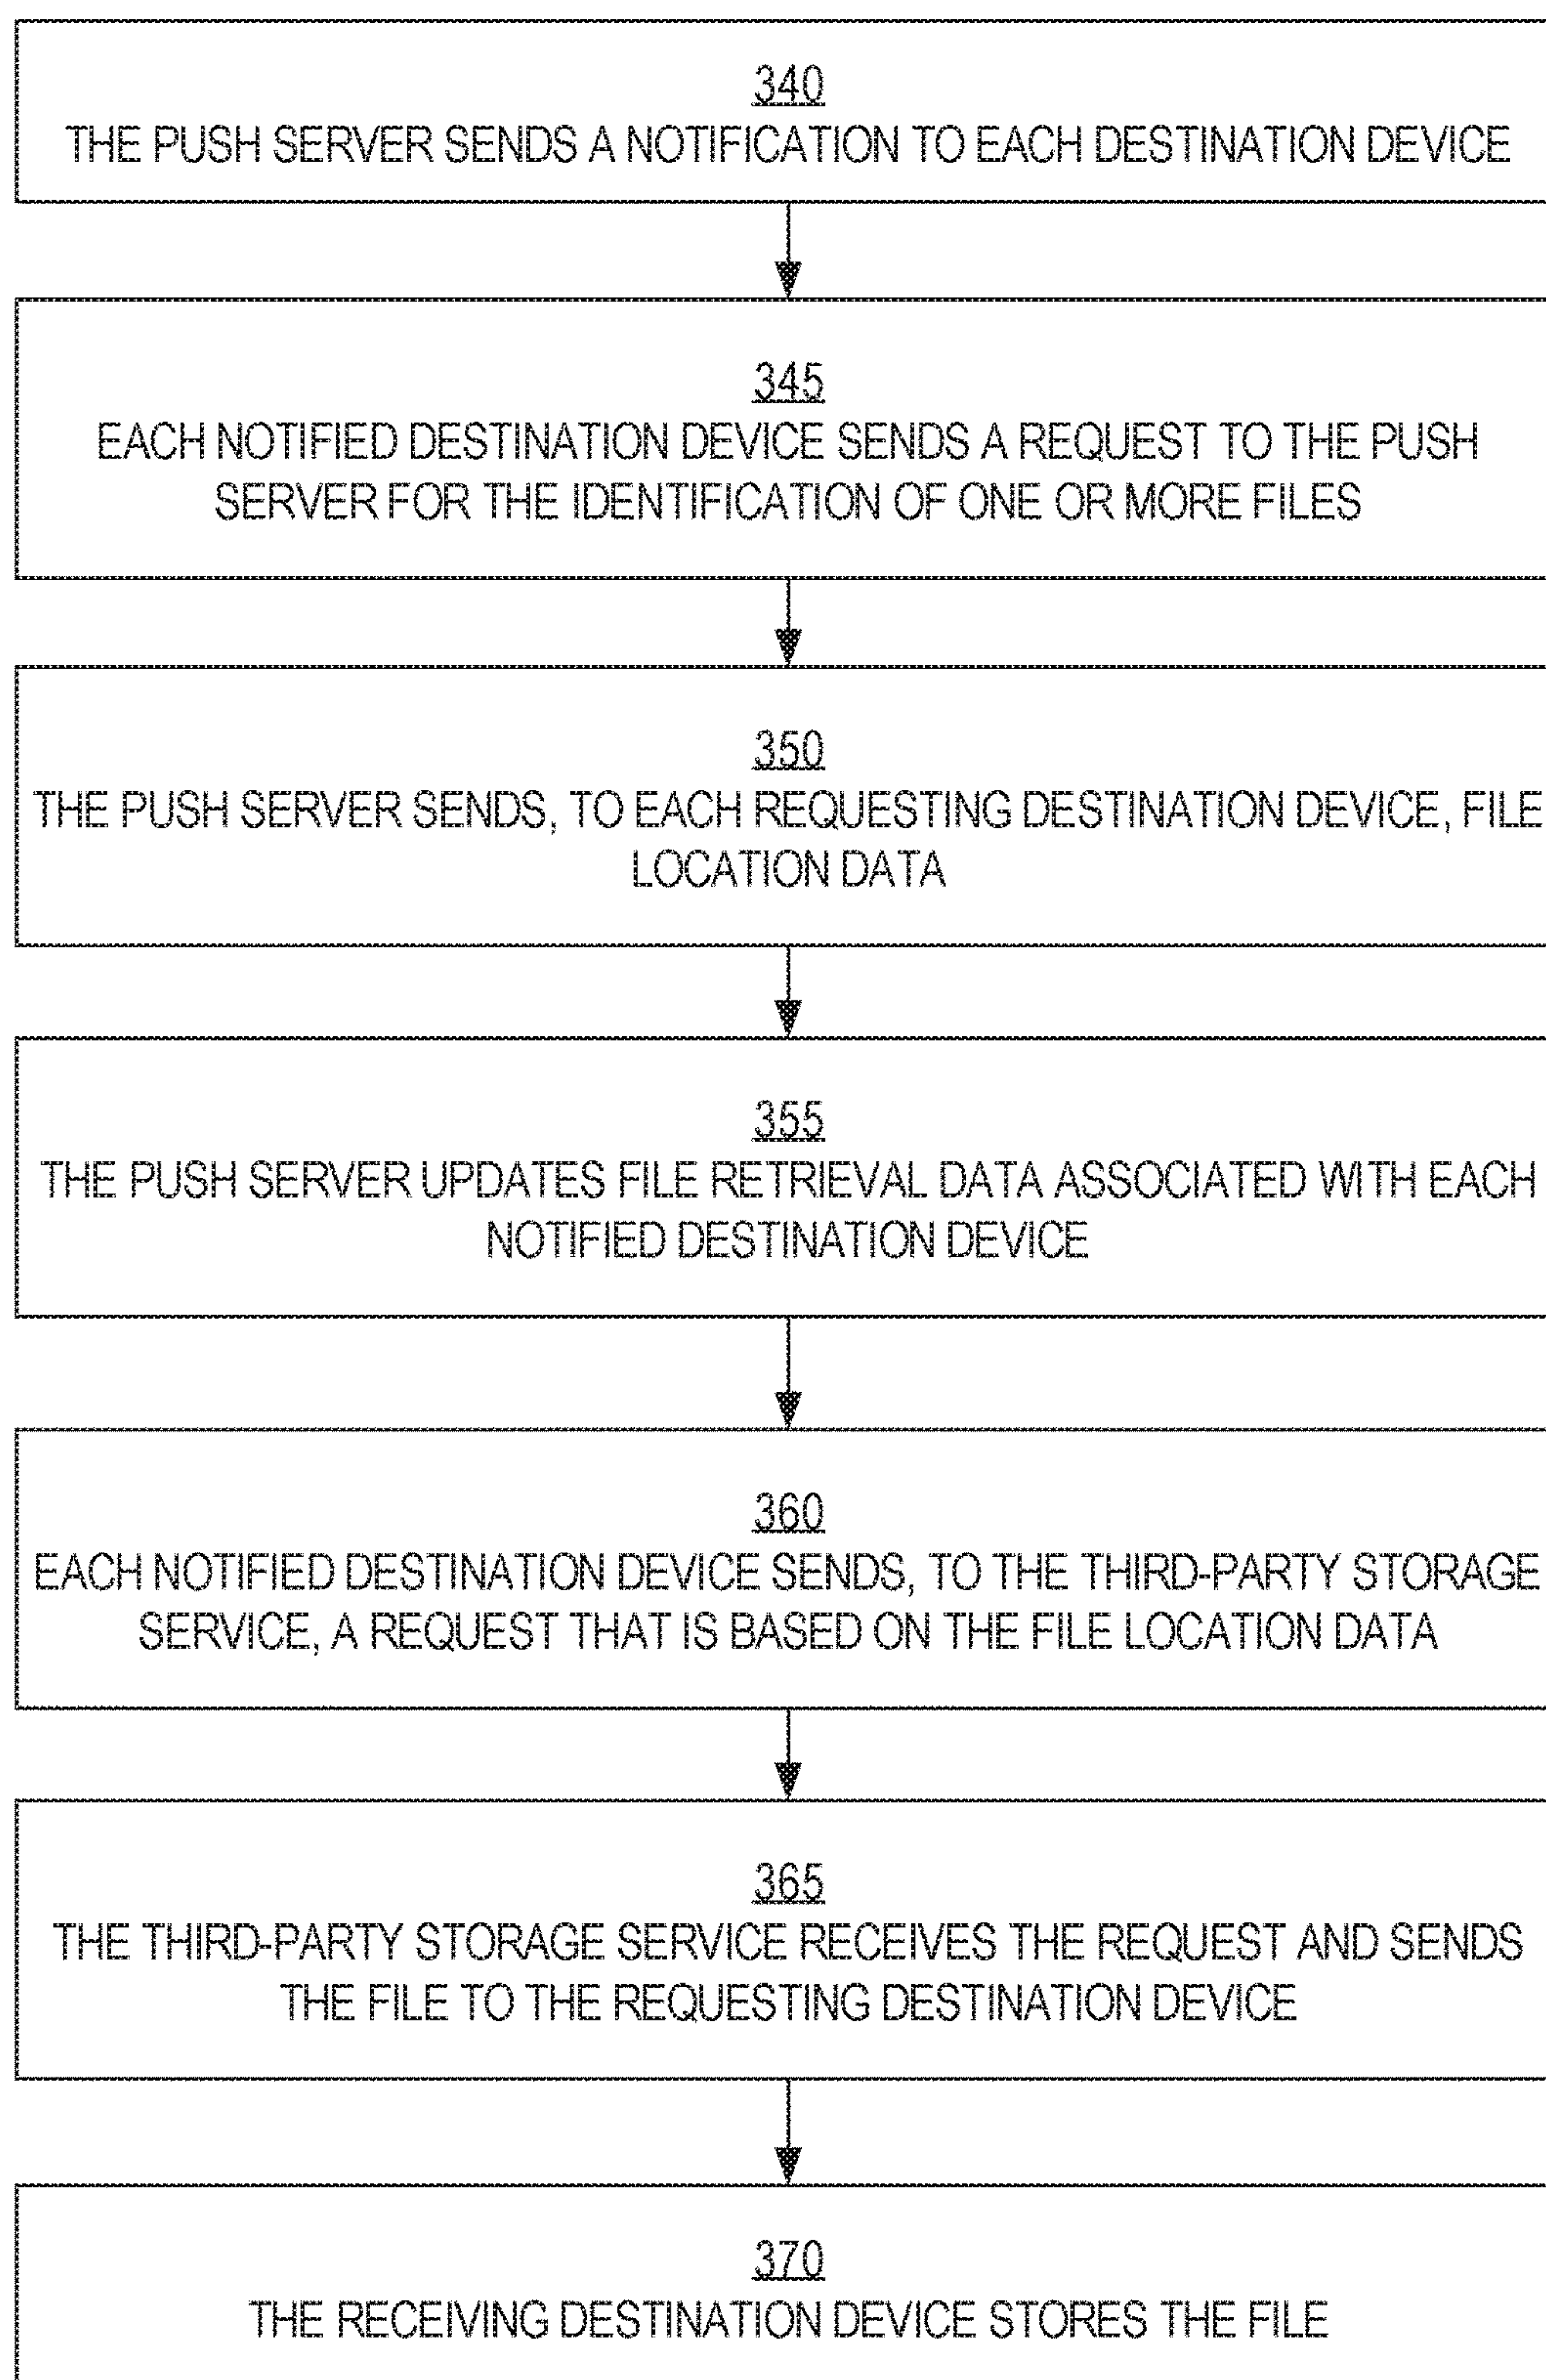 340
THE PUSH SERVER SENDS A NOTIFICATION TO EACH DESTINATION DEVICE
345
EACH NOTIFIED DESTINATION DEVICE SENDS A REQUEST TO THE PUSH
SERVER FOR THE IDENTIFICATION OF ONE OR MORE FILES
350
THE PUSH SERVER SENDS, TO EACH REQUESTING DESTINATION DEVICE, FILE
LOCATION DATA
355
THE PUSH SERVER UPDATES FILE RETRIEVAL DATA ASSOCIATED WITH EACH
NOTIFIED DESTINATION DEVICE
360
EACH NOTIFIED DESTINATION DEVICE SENDS, TO THE THIRD-PARTY STORAGE
SERVICE, A REQUEST THAT IS BASED ON THE FILE LOCATION DATA
365
THE THIRD-PARTY STORAGE SERVICE RECEIVES THE REQUEST AND SENDS
THE FILE TO THE REQUESTING DESTINATION DEVICE
370
THE RECEIVING DESTINATION DEVICE STORES THE FILE